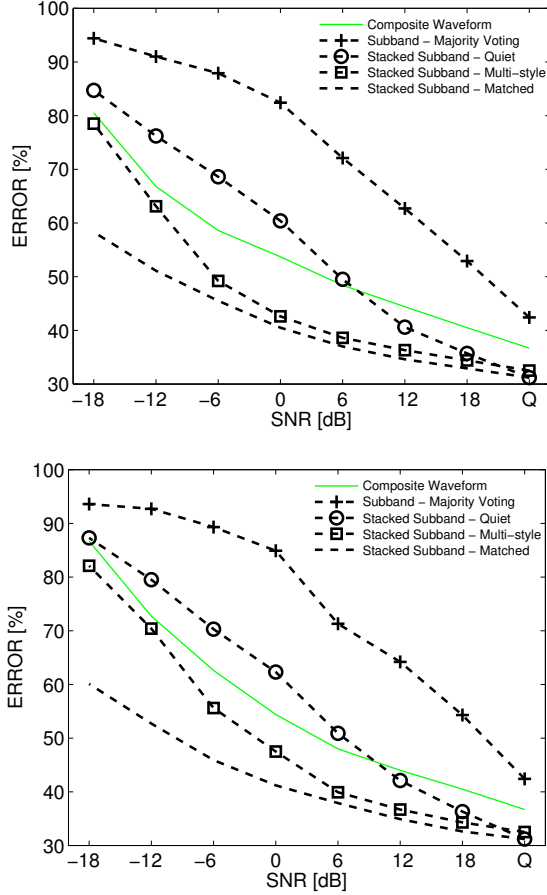 100
90
80
70
60
50
40
30
ERROR [%]
Composite Waveform
Subband − Majority Voting
Stacked Subband − Quiet
Stacked Subband − Multi−style
Stacked Subband − Matched
−18 −12 −6 0 6 12 18 Q
SNR [dB]
100
90
80
70
60
50
40
30
ERROR [%]
Composite Waveform
Subband − Majority Voting
Stacked Subband − Quiet
Stacked Subband − Multi−style
Stacked Subband − Matched
−18 −12 −6 0 6 12 18 Q
SNR [dB]